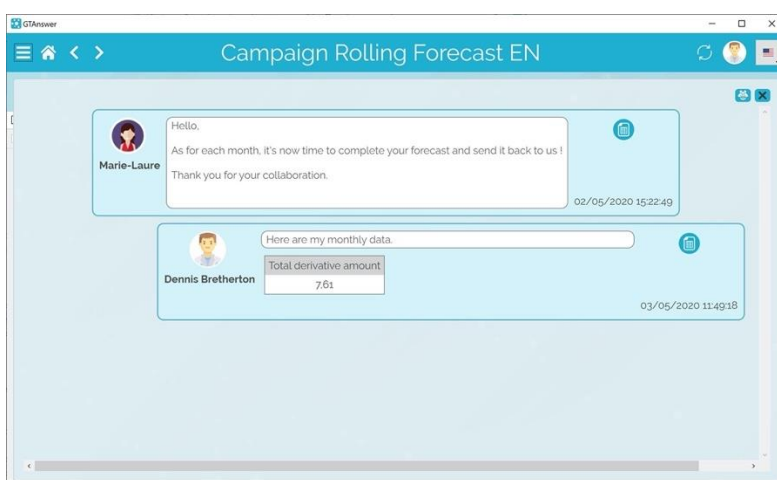 GTAnswer
Campaign Rolling Forecast EN
Hello,
As for each month, it's now time to complete your forecast and send it back to us !
Thank you for your collaboration.
Marie-Laure
02/05/2020 15:22:49
Here are my monthly data.
Total derivative amount
7,61
Dennis Bretherton
03/05/2020 11:49:18